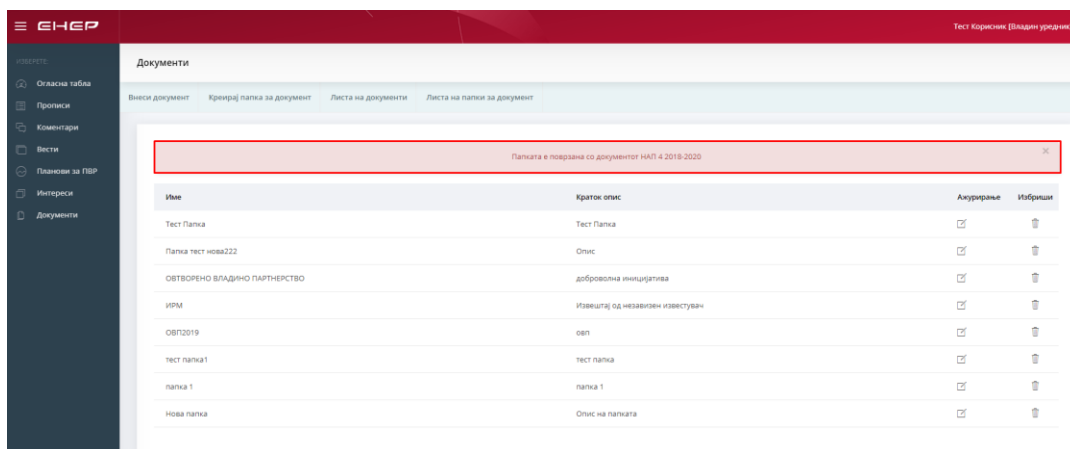 ЕНЕР
Тест Корисник [Владин уредник
ИЗБЕРЕТЕ:
Огласна табла
Прописи
Коментари
Вести
Планови за ПВР
Интереси
Документи
Документи
Внеси документ Креирај папка за документ Листа на документи Листа на папки за документ
Папката е поврзана со документот НАП 4 2018-2020
Име Краток опис Ажурирање Избриши
Тест Папка Тест Папка
Папка тест нова222 Опис
ОВТВОРЕНО ВЛАДИНО ПАРТНЕРСТВО доброволна иницијатива
ИРМ Извештај од независен известувач
ОВП2019 овп
тест папка1 тест папка
папка 1 папка 1
Нова папка Опис на папката